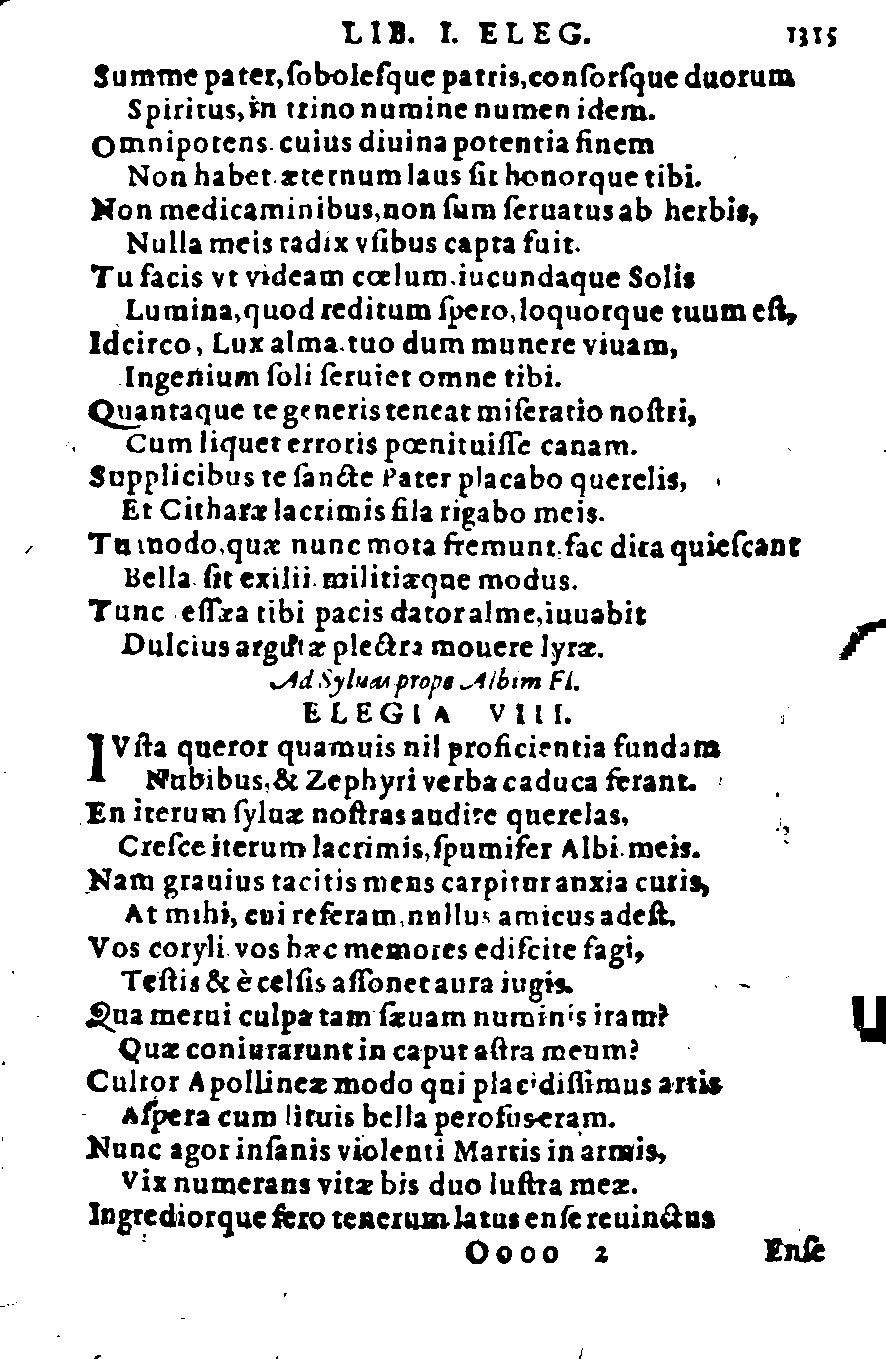 LIB. I. ELEG. 1315
Summe pater, ſoboleſque patris, conſorſque duorum
Spiritus, in trino numine numen idem.
Omnipotens. cuius diuina potentia finem
Non habet. æternum laus ſit honorque tibi.
Non medicaminibus, non ſum ſeruatus ab herbis,
Nulla meis radix vſibus capta fuit.
Tu facis vt videam cœlum. iucundaque Solis
Lumina, quod reditum ſpero, loquorque tuum eſt,
Idcirco, Lux alma. tuo dum munere viuam,
Ingenium ſoli ſeruiet omne tibi.
Quantaque te generis teneat miſeratio noſtri,
Cum liquet erroris pœnituiſſe canam.
Supplicibus te ſancte Pater placabo querelis,
Et Citharæ lacrimis fila rigabo meis.
Tu modo, quæ nunc mota fremunt, fac dira quieſcant
Bella. ſit exilii. militiæque modus.
Tunc effæta tibi pacis dator alme, iuuabit
Dulcius argutæ plectra mouere lyræ.
Ad Syluas prope Albim Fl.
ELEGIA VIII.
IVſta queror quamuis nil proficientia fundam
Nubibus, & Zephyri verba caduca ferant.
En iterum ſyluæ noſtras audite querelas,
Creſce iterum lacrimis, ſpumifer Albi. meis.
Nam grauius tacitis mens carpitur anxia curis,
At mihi, cui referam, nullus amicus adeſt.
Vos coryli. vos hæc memores ediſcite fagi,
Teſtis & è celſis aſſonet aura iugis.
Qua merui culpa tam ſæuam numinis iram?
Quæ coniurarunt in caput aſtra meum?
Cultor Apollineæ modo qui placidiſſimus artis
Aſpera cum lituis bella peroſus eram.
Nunc agor inſanis violenti Martis in armis,
Vix numerans vitæ bis duo luſtra meæ.
Ingrediorque fero tenerum latus enſe reuinctus
Oooo 2 Enſe